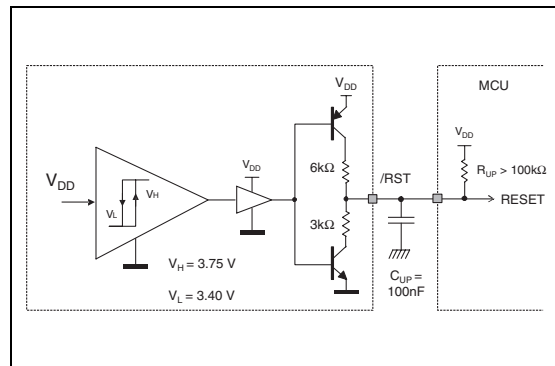 MCU
V_DD
V_DD
6kΩ
/RST
R_UP > 100kΩ
V_DD
V_DD
V_H
V_L
RESET
3kΩ
V_H = 3.75 V
V_L = 3.40 V
C_UP =
100nF